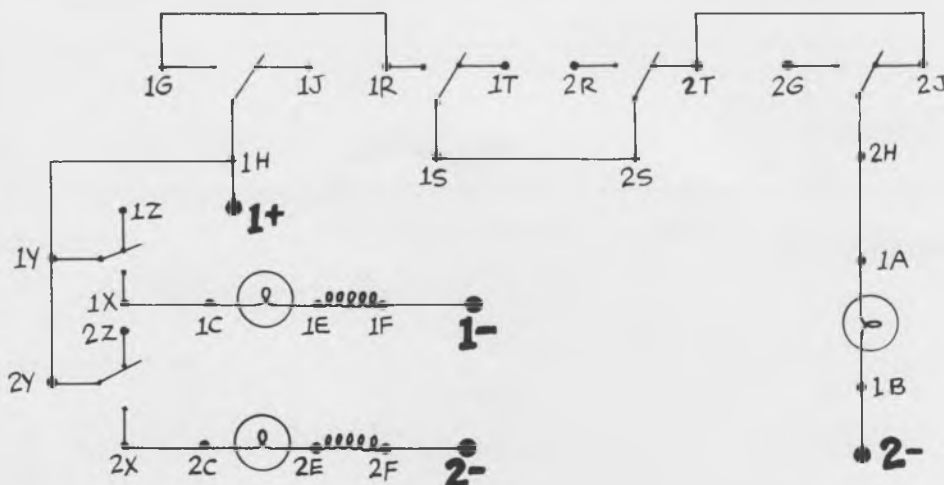 1G 1J 1R 1T 2R 2T 2G 2J
1H 1S 2S 2H
1Z 1+
1Y 1A
1X 1C 1E 1F 1-
2Z
2Y 1B
2X 2C 2E 2F 2- 2-